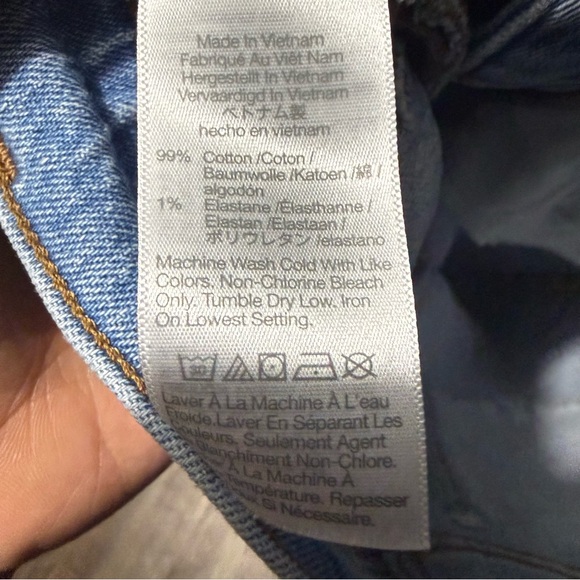 Made In Vietnam
Fabriqué Au Viêt Nam
Hergestellt In Vietnam
Vervaardigd In Vietnam
ベトナム製
hecho en vietnam
99% Cotton /Coton /
Baumwolle /Katoen /綿 /
algodón
1% Elastane /Élasthanne /
Elastan /Elastaan /
ポリウレタン /elastano
Machine Wash Cold With Like
Colors. Non-Chlorine Bleach
Only. Tumble Dry Low. Iron
On Lowest Setting.
30
Laver À La Machine À L'eau
Froide.Laver En Séparant Les
Couleurs. Seulement Agent
Blanchiment Non-Chlore.
La Machine À
Température. Repasser
Si Nécessaire.